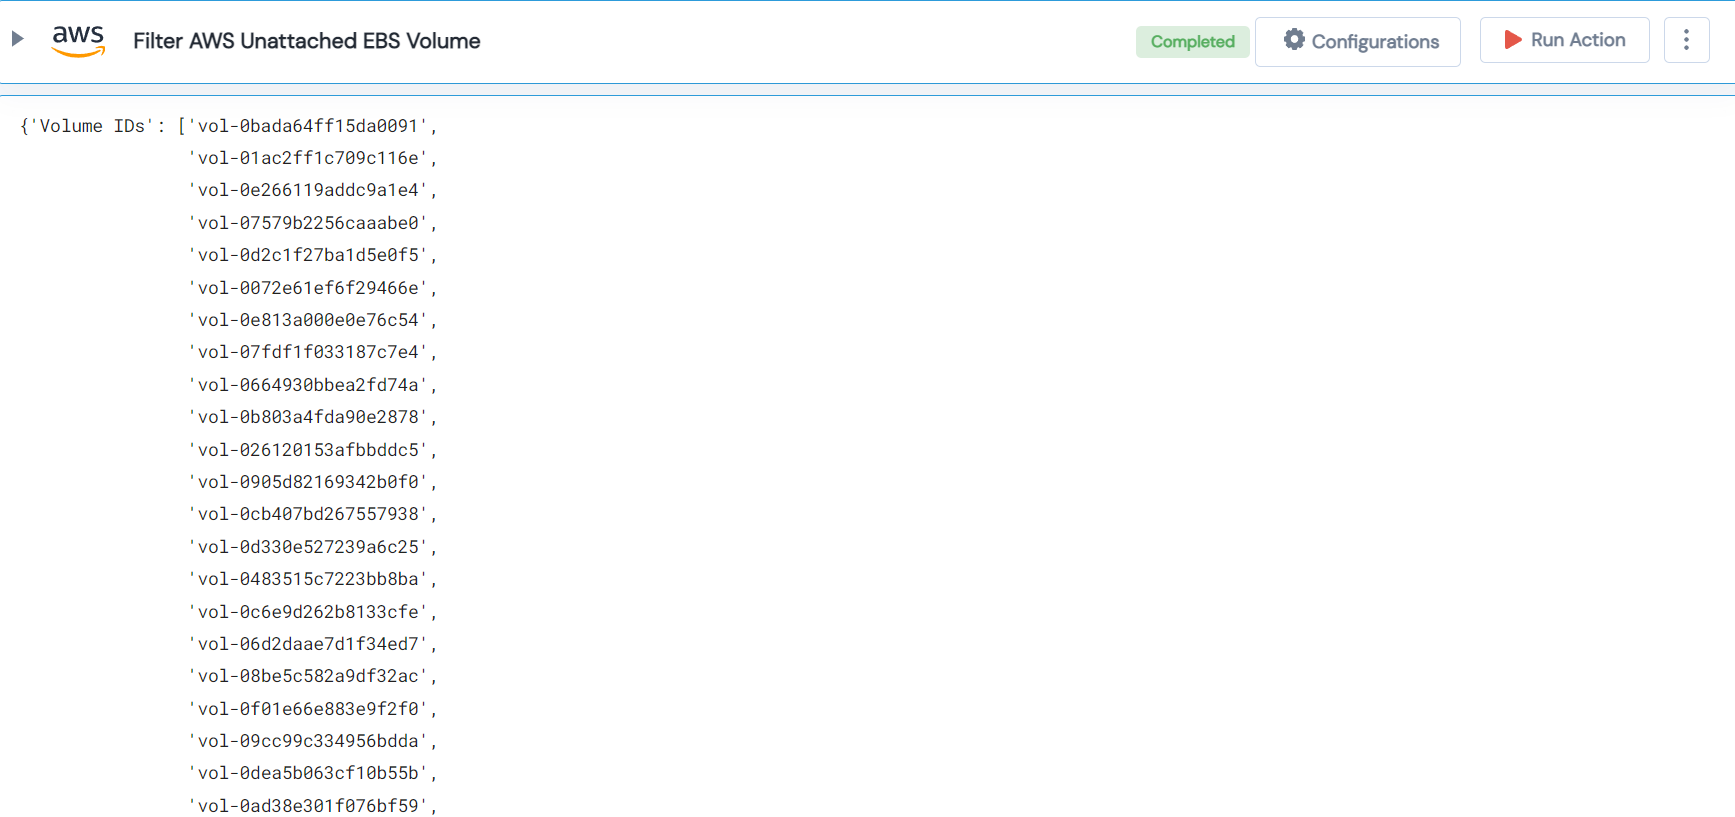 aws Filter AWS Unattached EBS Volume Completed Configurations Run Action
{'Volume IDs': ['vol-0bada64ff15da0091',
'vol-01ac2ff1c709c116e',
'vol-0e266119addc9a1e4',
'vol-07579b2256caaabe0',
'vol-0d2c1f27ba1d5e0f5',
'vol-0072e61ef6f29466e',
'vol-0e813a000e0e76c54',
'vol-07fdf1f033187c7e4',
'vol-0664930bbea2fd74a',
'vol-0b803a4fda90e2878',
'vol-026120153afbbddc5',
'vol-0905d82169342b0f0',
'vol-0cb407bd267557938',
'vol-0d330e527239a6c25',
'vol-0483515c7223bb8ba',
'vol-0c6e9d262b8133cfe',
'vol-06d2daae7d1f34ed7',
'vol-08be5c582a9df32ac',
'vol-0f01e66e883e9f2f0',
'vol-09cc99c334956bdda',
'vol-0dea5b063cf10b55b',
'vol-0ad38e301f076bf59',